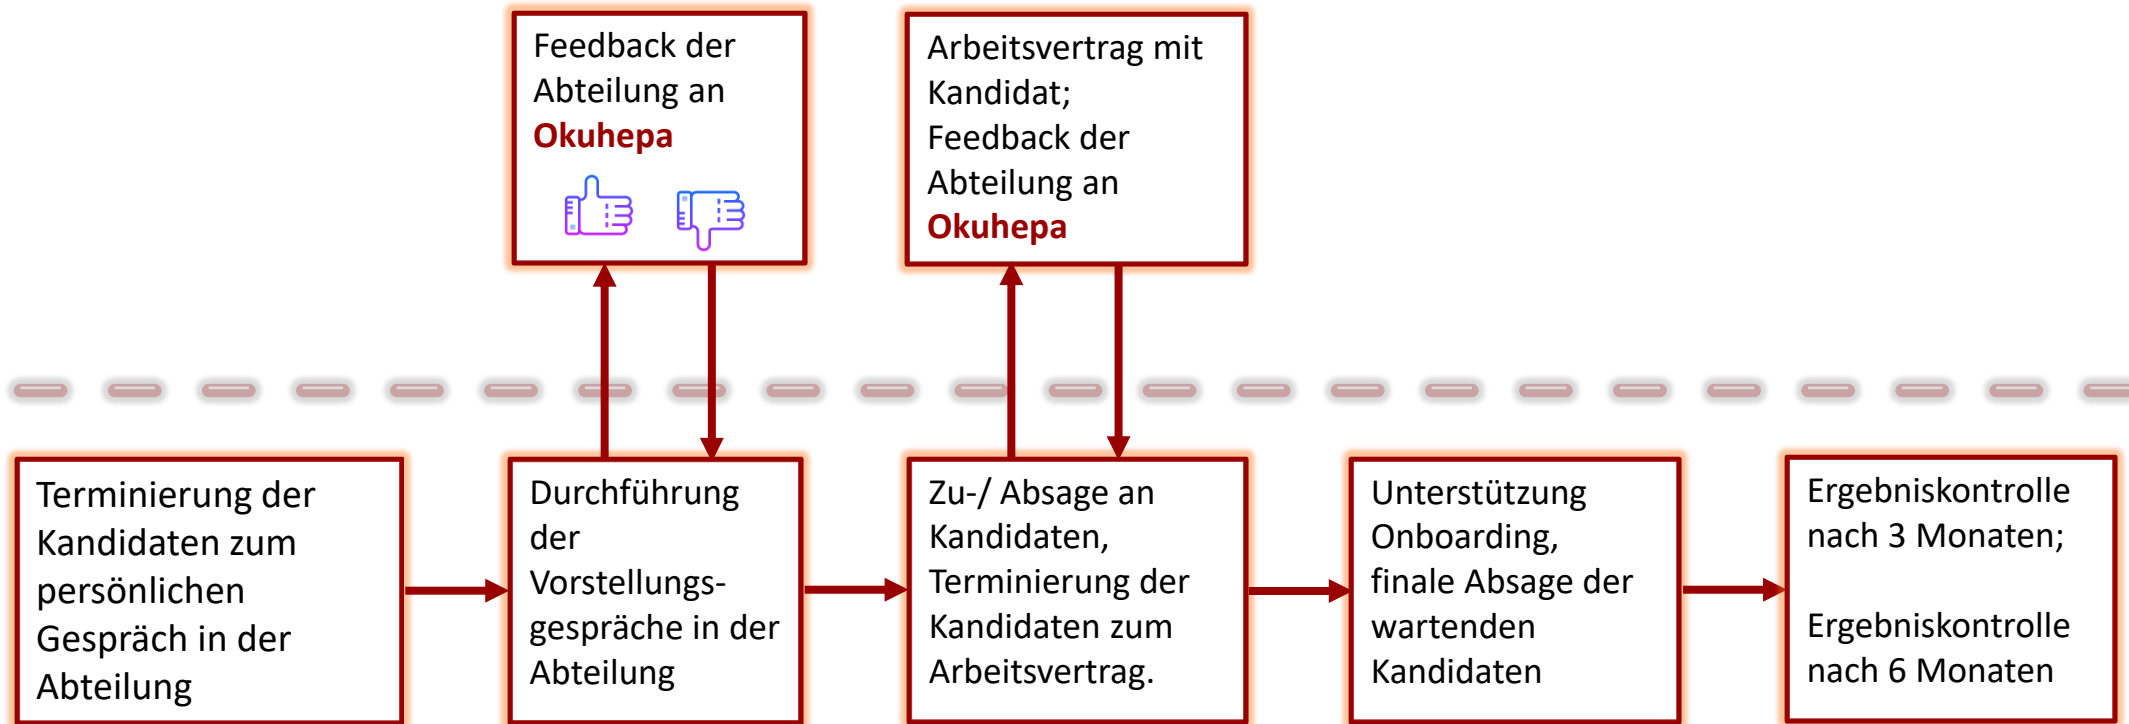 Feedback der
Abteilung an
Okuhepa
Arbeitsvertrag mit
Kandidat;
Feedback der
Abteilung an
Okuhepa
Terminierung der
Kandidaten zum
persönlichen
Gespräch in der
Abteilung
Durchführung
der
Vorstellungs-
gespräche in der
Abteilung
Zu-/ Absage an
Kandidaten,
Terminierung der
Kandidaten zum
Arbeitsvertrag.
Unterstützung
Onboarding,
finale Absage der
wartenden
Kandidaten
Ergebniskontrolle
nach 3 Monaten;
Ergebniskontrolle
nach 6 Monaten